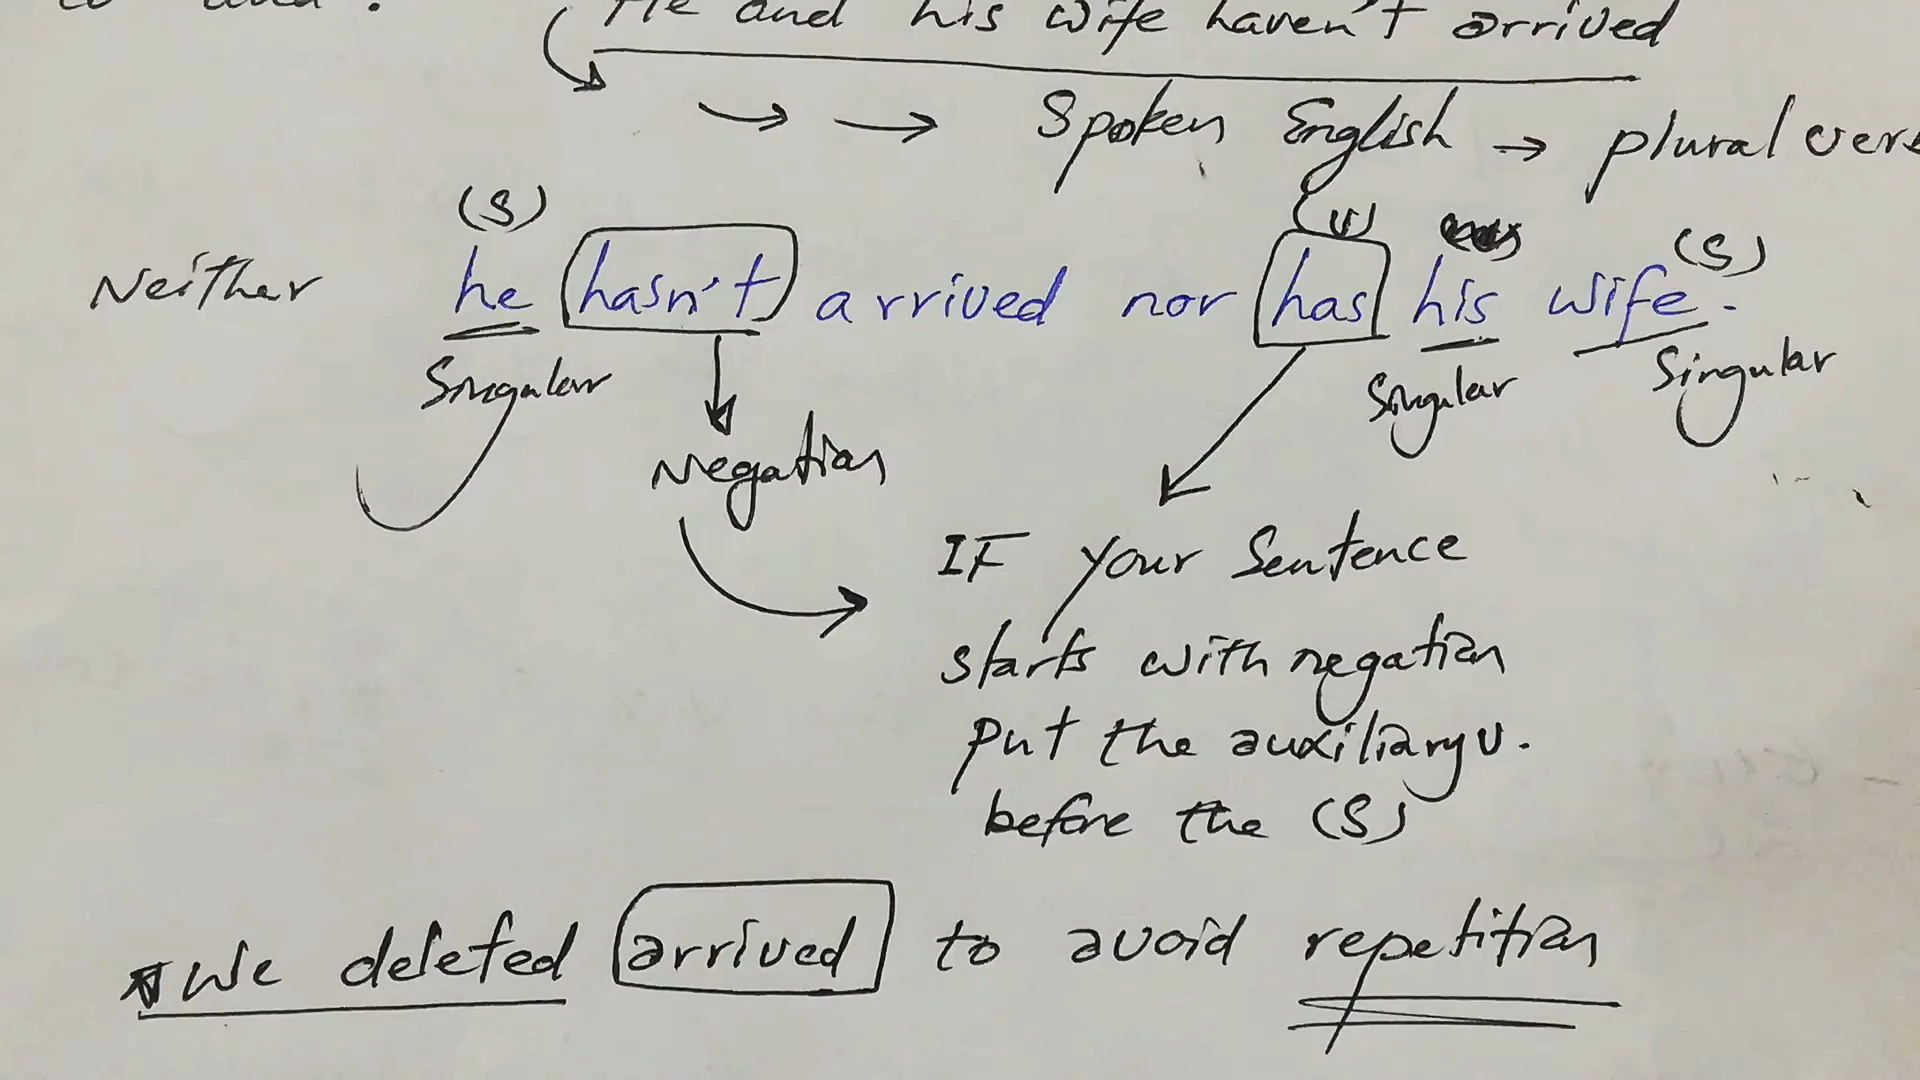 He and his wife haven't arrived
→ → Spoken English → plural ver
(S) (v) (S)
Neither he hasn't arrived nor has his wife.
Singular Singular Singular
Negation
IF your Sentence
starts with negation
put the auxiliary v.
before the (S)
* We deleted arrived to avoid repetition